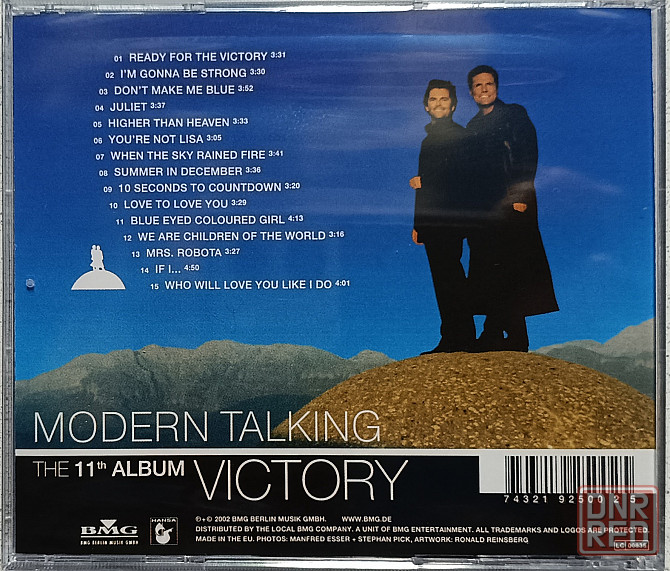 01 READY FOR THE VICTORY 3:31
02 I'M GONNA BE STRONG 3:30
03 DON'T MAKE ME BLUE 3:52
04 JULIET 3:37
05 HIGHER THAN HEAVEN 3:33
06 YOU'RE NOT LISA 3:05
07 WHEN THE SKY RAINED FIRE 3:41
08 SUMMER IN DECEMBER 3:36
09 10 SECONDS TO COUNTDOWN 3:20
10 LOVE TO LOVE YOU 3:29
11 BLUE EYED COLOURED GIRL 4:13
12 WE ARE CHILDREN OF THE WORLD 3:16
13 MRS. ROBOTA 3:27
14 IF I... 4:50
15 WHO WILL LOVE YOU LIKE I DO 4:01
MODERN TALKING
THE 11th ALBUM VICTORY
74321 92500 2 5
BMG
BMG BERLIN MUSIK GMBH
HANSA
℗+© 2002 BMG BERLIN MUSIK GMBH. WWW.BMG.DE
DISTRIBUTED BY THE LOCAL BMG COMPANY. A UNIT OF BMG ENTERTAINMENT. ALL TRADEMARKS AND LOGOS ARE PROTECTED.
MADE IN THE EU. PHOTOS: MANFRED ESSER + STEPHAN PICK, ARTWORK: RONALD REINSBERG
DNR
RED